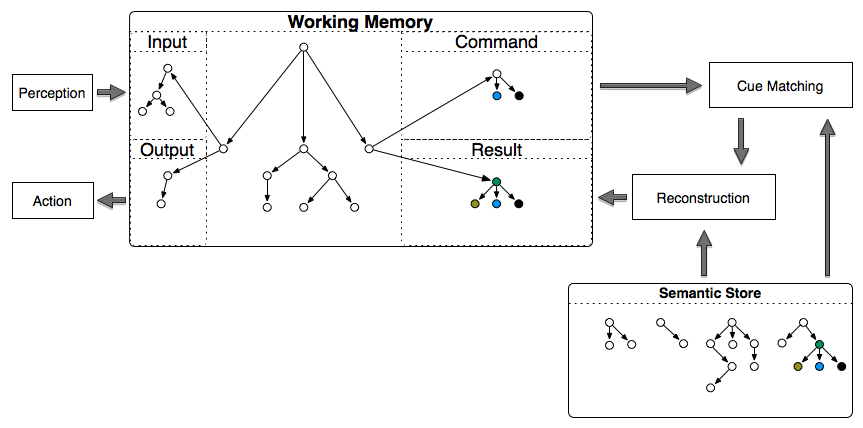 Working Memory
Input
Command
Perception
Cue Matching
Output
Result
Action
Reconstruction
Semantic Store